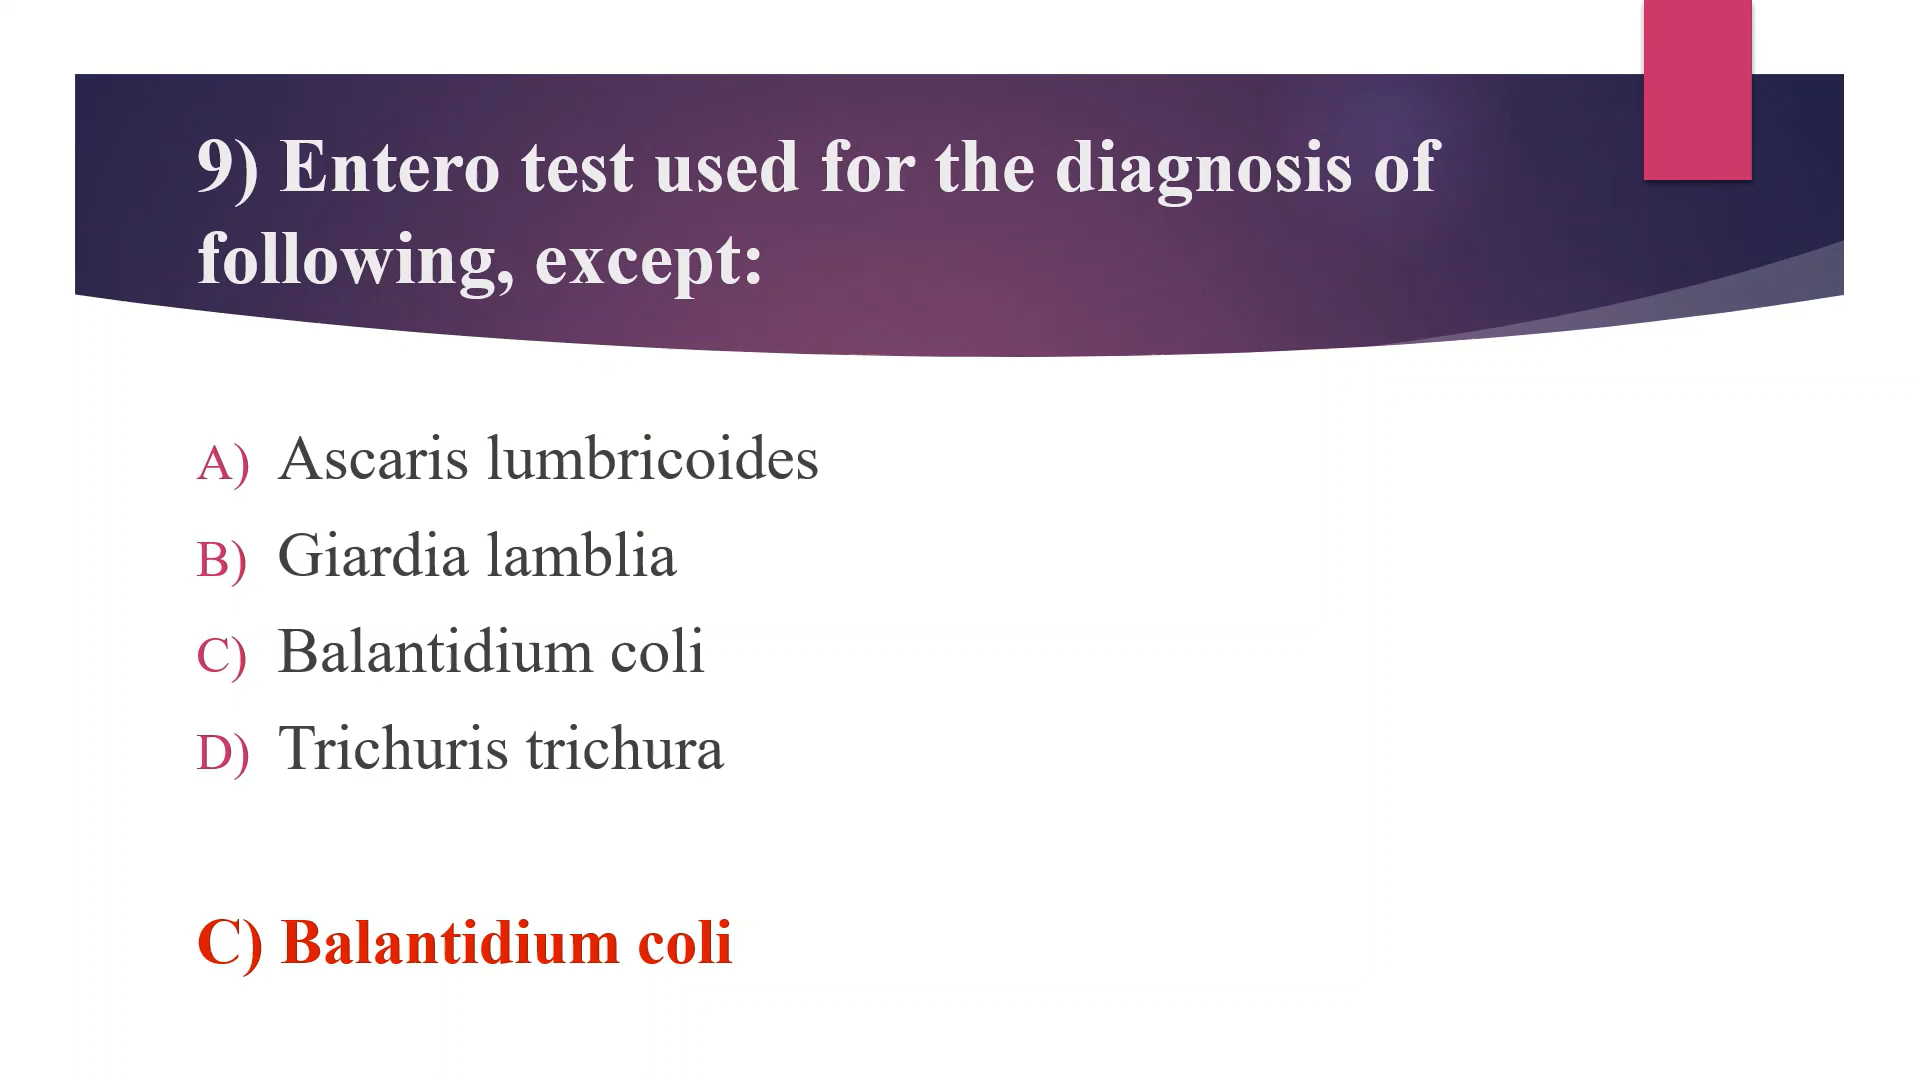 9) Entero test used for the diagnosis of
following, except:
A) Ascaris lumbricoides
B) Giardia lamblia
C) Balantidium coli
D) Trichuris trichura
C) Balantidium coli